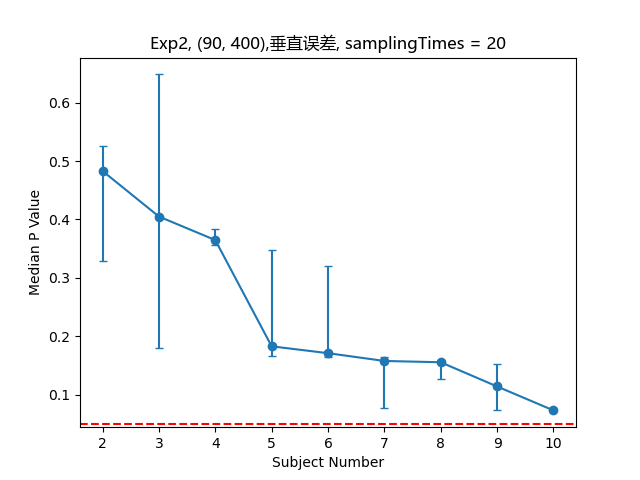 Exp2, (90, 400),垂直误差, samplingTimes = 20
Median P Value
0.6
0.5
0.4
0.3
0.2
0.1
2 3 4 5 6 7 8 9 10
Subject Number